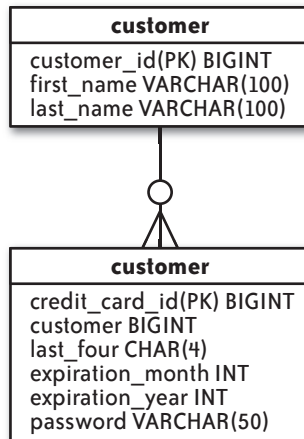 customer
customer_id(PK) BIGINT
first_name VARCHAR(100)
last_name VARCHAR(100)
customer
credit_card_id(PK) BIGINT
customer BIGINT
last_four CHAR(4)
expiration_month INT
expiration_year INT
password VARCHAR(50)